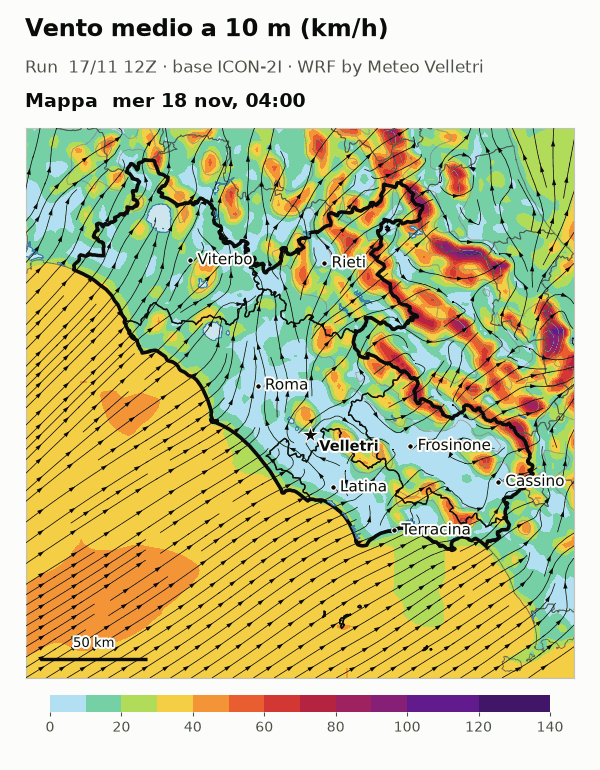 Vento medio a 10 m (km/h)
Run  17/11 12Z · base ICON-2I · WRF by Meteo Velletri
Mappa  mer 18 nov, 04:00
Viterbo
Rieti
Roma
Velletri
Frosinone
Latina
Cassino
Terracina
50 km
0 20 40 60 80 100 120 140